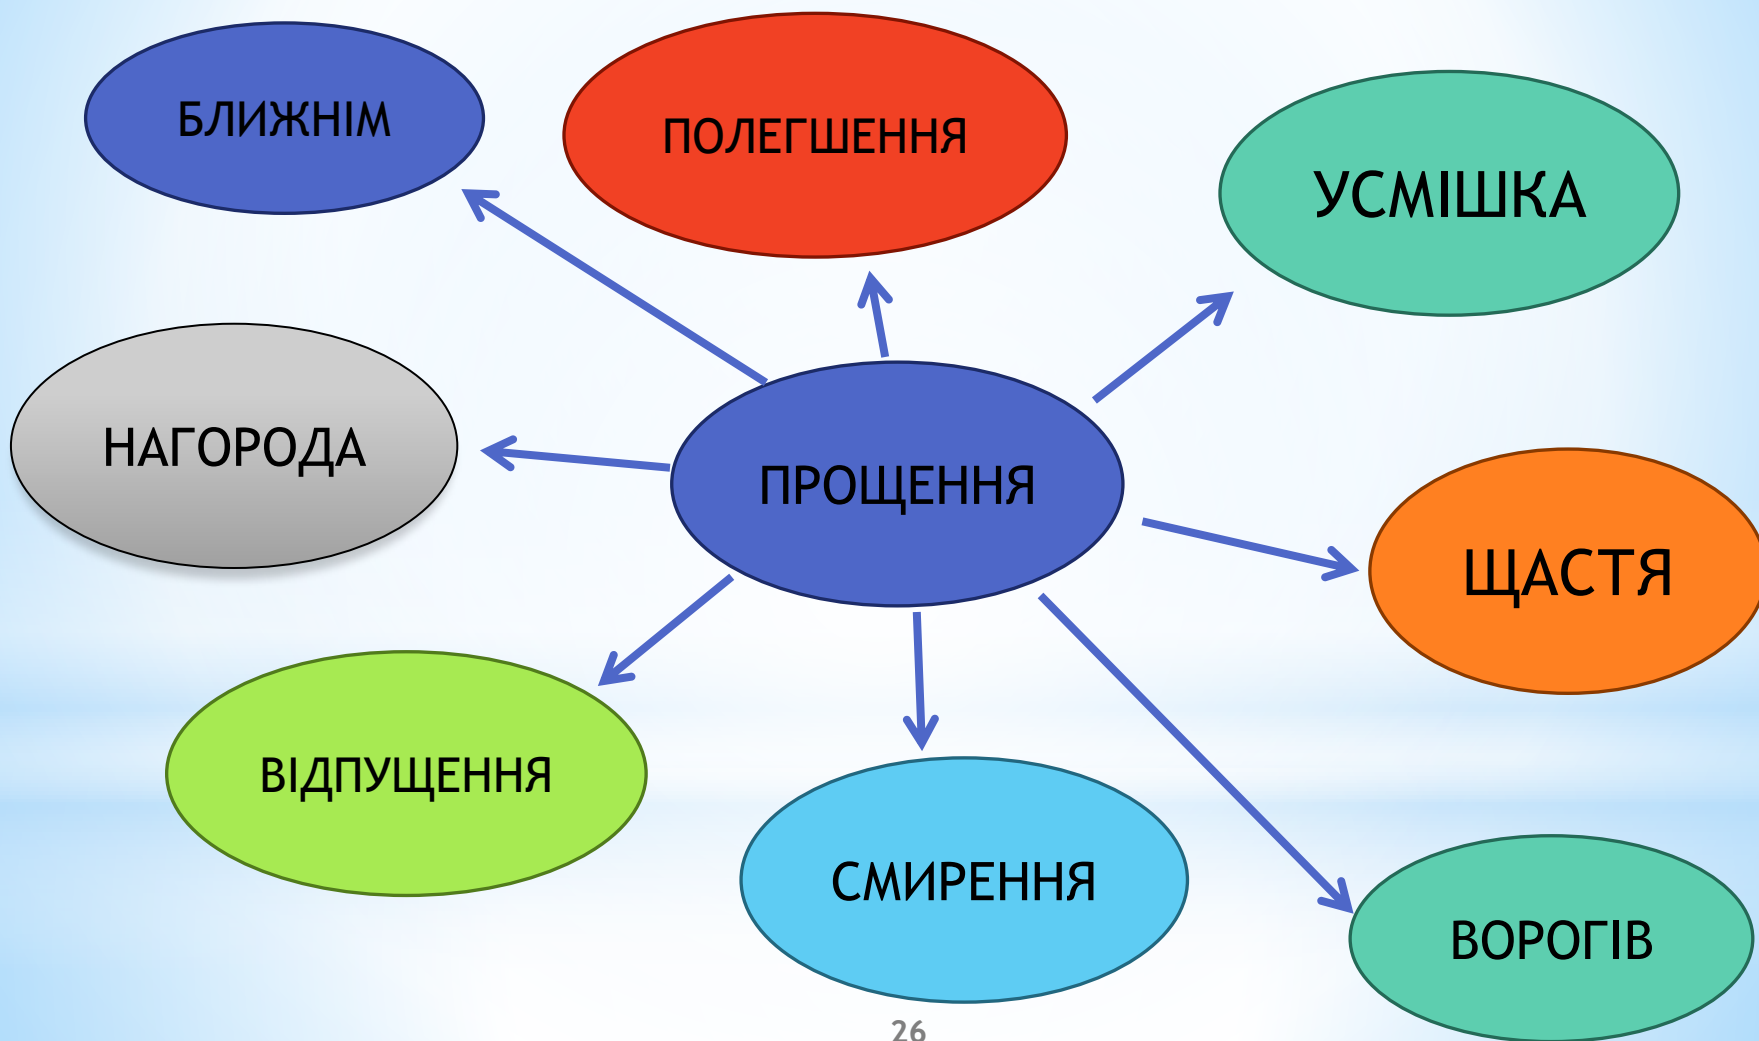 БЛИЖНІМ
ПОЛЕГШЕННЯ
УСМІШКА
НАГОРОДА
ПРОЩЕННЯ
ЩАСТЯ
ВІДПУЩЕННЯ
СМИРЕННЯ
ВОРОГІВ
26